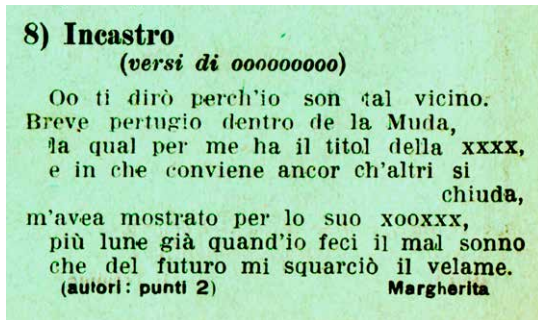 8) Incastro
(versi di ooooooooo)
Oo ti dirò perch'io son tal vicino.
Breve pertugio dentro de la Muda,
la qual per me ha il titol della xxxx,
e in che conviene ancor ch'altri si
chiuda,
m'avea mostrato per lo suo xooxxx,
più lune già quand'io feci il mal sonno
che del futuro mi squarciò il velame.
(autori: punti 2) Margherita